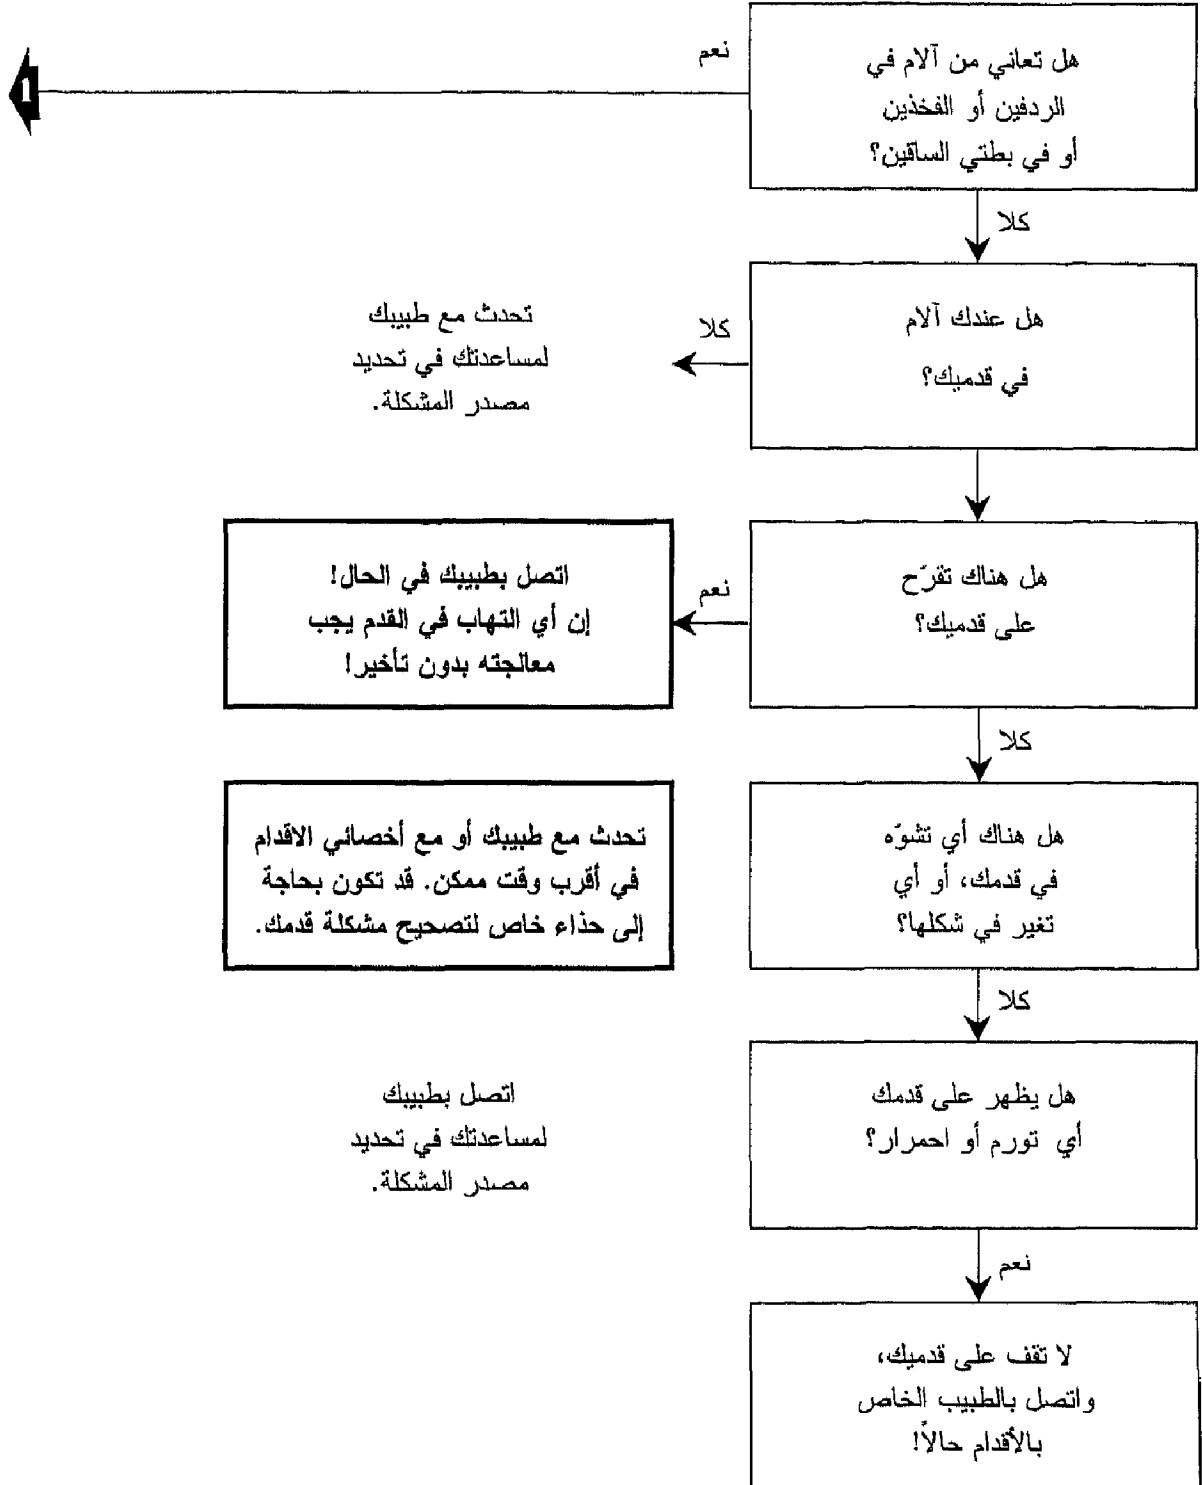 هل تعاني من آلام في
الردفين أو الفخذين
أو في بطتي الساقين؟
نعم
1
كلا
هل عندك آلام
في قدميك؟
كلا
تحدث مع طبيبك
لمساعدتك في تحديد
مصدر المشكلة.
هل هناك تقرّح
على قدميك؟
نعم
اتصل بطبيبك في الحال!
إن أي التهاب في القدم يجب
معالجته بدون تأخير!
كلا
هل هناك أي تشوّه
في قدمك، أو أي
تغير في شكلها؟
تحدث مع طبيبك أو مع أخصائي الاقدام
في أقرب وقت ممكن. قد تكون بحاجة
إلى حذاء خاص لتصحيح مشكلة قدمك.
كلا
هل يظهر على قدمك
أي تورم أو احمرار؟
اتصل بطبيبك
لمساعدتك في تحديد
مصدر المشكلة.
نعم
لا تقف على قدميك،
واتصل بالطبيب الخاص
بالأقدام حالاً!